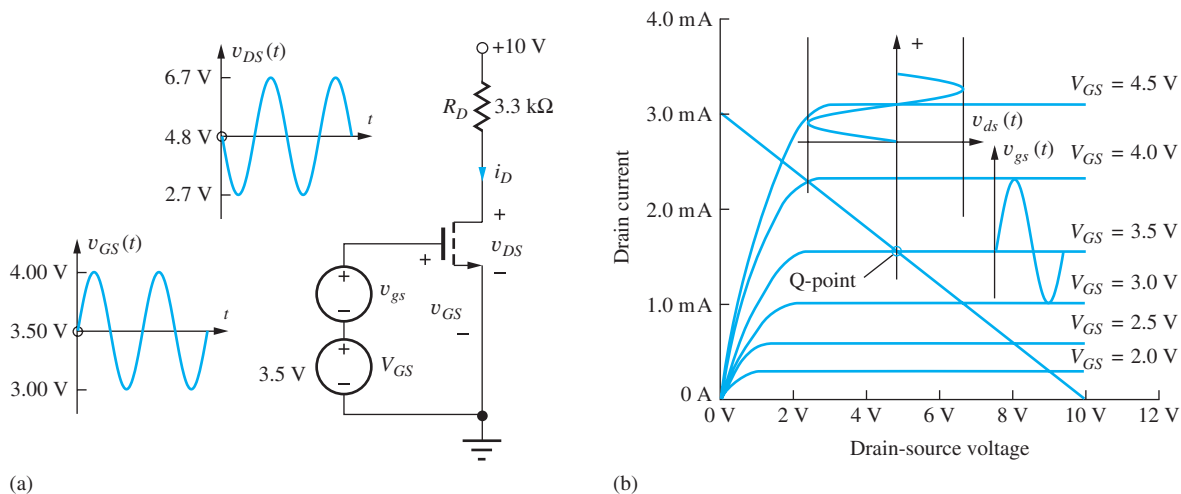 v_DS(t)
6.7 V
4.8 V
2.7 V
t
v_GS(t)
4.00 V
3.50 V
3.00 V
t
+10 V
R_D
3.3 kΩ
i_D
+
v_DS
–
+
v_GS
–
+
v_gs
–
+
3.5 V
V_GS
–
(a)
(b)
4.0 mA
3.0 mA
2.0 mA
1.0 mA
0 A
Drain current
+
v_ds(t)
v_gs(t)
Q-point
V_GS = 4.5 V
V_GS = 4.0 V
V_GS = 3.5 V
V_GS = 3.0 V
V_GS = 2.5 V
V_GS = 2.0 V
0 V
2 V
4 V
6 V
8 V
10 V
12 V
Drain-source voltage